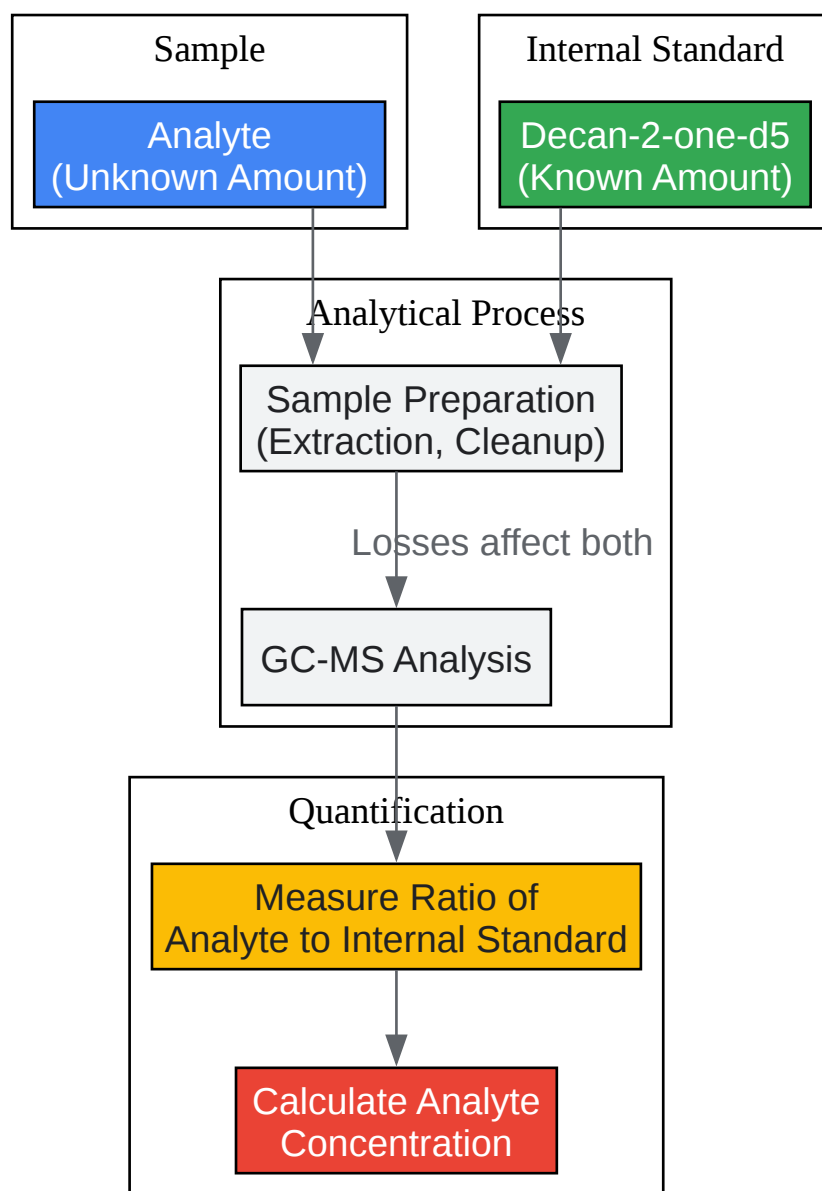 Sample
Internal Standard
Analyte
(Unknown Amount)
Decan-2-one-d5
(Known Amount)
Analytical Process
Sample Preparation
(Extraction, Cleanup)
Losses affect both
GC-MS Analysis
Quantification
Measure Ratio of
Analyte to Internal Standard
Calculate Analyte
Concentration